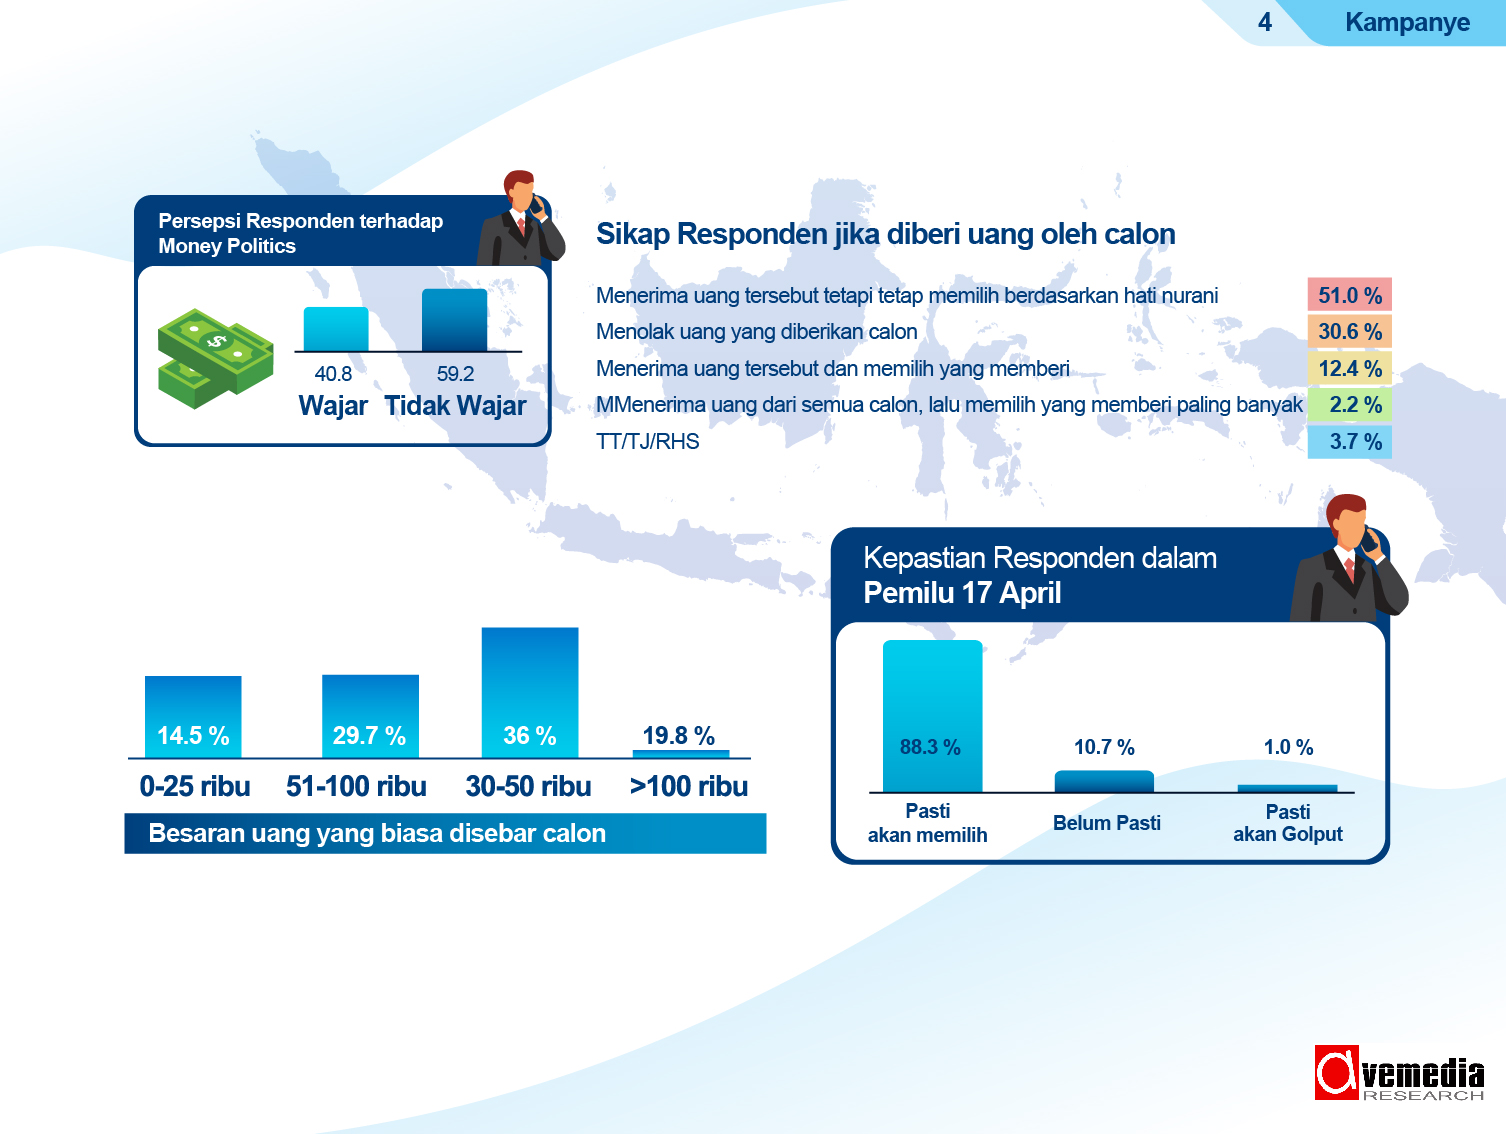 4 Kampanye
Persepsi Responden terhadap
Money Politics
40.8 59.2
Wajar Tidak Wajar
Sikap Responden jika diberi uang oleh calon
Menerima uang tersebut tetapi tetap memilih berdasarkan hati nurani 51.0 %
Menolak uang yang diberikan calon 30.6 %
Menerima uang tersebut dan memilih yang memberi 12.4 %
MMenerima uang dari semua calon, lalu memilih yang memberi paling banyak 2.2 %
TT/TJ/RHS 3.7 %
14.5 % 29.7 % 36 % 19.8 %
0-25 ribu 51-100 ribu 30-50 ribu >100 ribu
Besaran uang yang biasa disebar calon
Kepastian Responden dalam
Pemilu 17 April
88.3 % 10.7 % 1.0 %
Pasti
akan memilih
Belum Pasti
Pasti
akan Golput
avemedia
RESEARCH